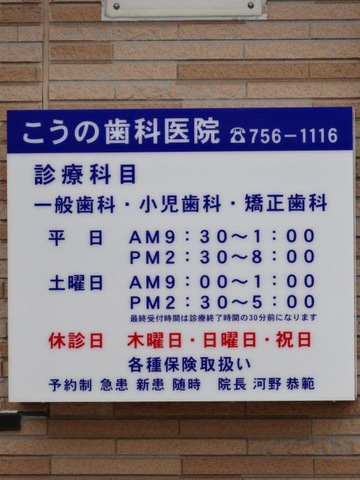 こうの歯科医院 ☎756-1116
診療科目
一般歯科・小児歯科・矯正歯科
平 日 AM9：30～1：00
PM2：30～8：00
土曜日 AM9：00～1：00
PM2：30～5：00
最終受付時間は診療終了時間の30分前になります
休診日 木曜日・日曜日・祝日
各種保険取扱い
予約制 急患 新患 随時 院長 河野 恭範